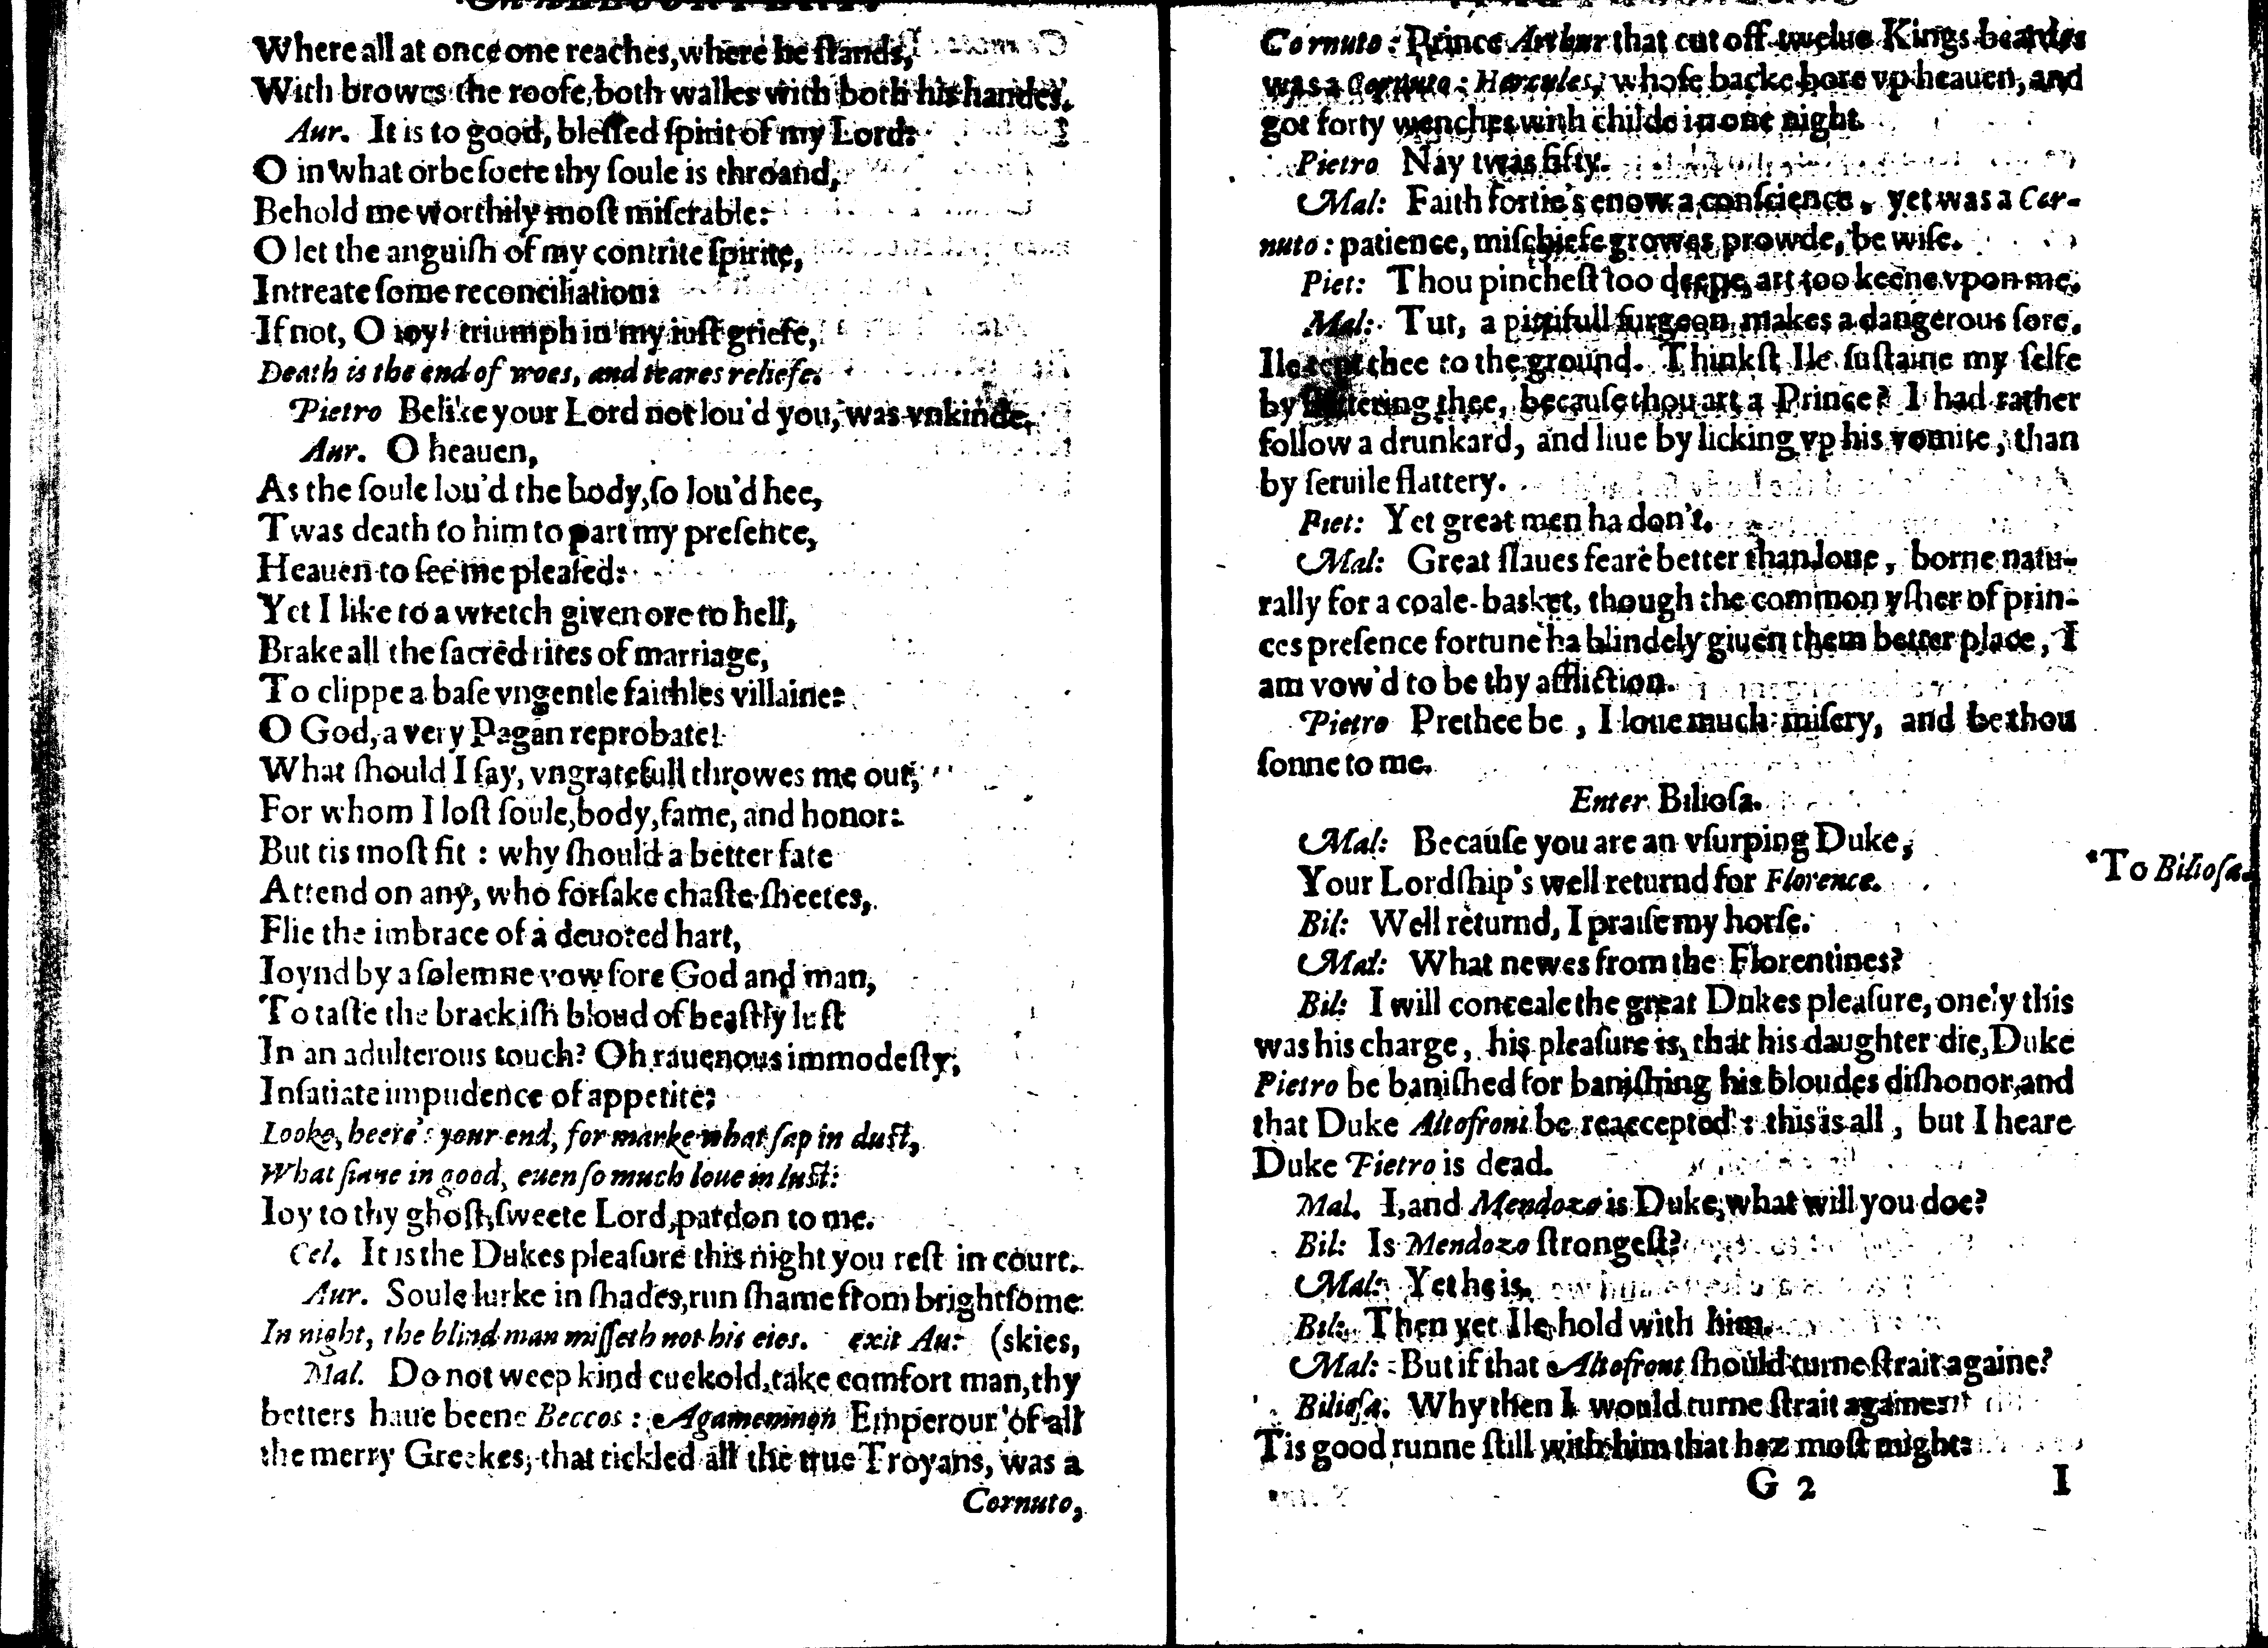 Where all at once one reaches, where he ſtands,
With browes the roofe, both walles with both his handes.
Aur. It is to good, bleſſed ſpirit of my Lord:
O in what orbe ſoere thy ſoule is throand,
Behold me worthily moſt miſerable:
O let the anguiſh of my contrite ſpirite,
Intreate ſome reconciliation:
If not, O ioy! triumph in my iuſt griefe,
Death is the end of woes, and teares reliefe.
Pietro Belike your Lord not lou'd you, was vnkinde.
Aur. O heauen,
As the ſoule lou'd the body, ſo lou'd hee,
Twas death to him to part my preſence,
Heauen to ſee me pleaſed:
Yet I like to a wretch given ore to hell,
Brake all the ſacred rites of marriage,
To clippe a baſe vngentle faithles villaine:
O God, a very Pagan reprobate!
What ſhould I ſay, vngratefull throwes me out,
For whom I loſt ſoule, body, fame, and honor:
But tis moſt fit : why ſhould a better fate
Attend on any, who forſake chaſte ſheetes,
Flie the imbrace of a deuoted hart,
Ioynd by a ſolemne vow fore God and man,
To taſte the brackiſh bloud of beaſtly luſt
In an adulterous touch? Oh rauenous immodeſty,
Inſatiate impudence of appetite:
Looke, heere's your end, for marke what ſap in duſt,
What ſinne in good, euen ſo much loue in luſt:
Ioy to thy ghoſt, ſweete Lord, pardon to me.
Cel. It is the Dukes pleaſure this night you reſt in court.
Aur. Soule lurke in ſhades, run ſhame from brightſome
In night, the blind man miſſeth not his eies. exit Au: (skies,
Mal. Do not weep kind cuckold, take comfort man, thy
betters haue beene Beccos : Agamemnon Emperour of all
the merry Greekes, that tickled all the true Troyans, was a
Cornuto,
Cornuto : Prince Arthur that cut off twelue Kings beardes
was a Cornuto : Hercules, whoſe backe bore vp heauen, and
got forty wenches with childe in one night.
Pietro Nay twas fifty.
Mal: Faith fortie's enow a conſcience, yet was a Cor-
nuto : patience, miſchiefe growes prowde, be wiſe.
Piet: Thou pincheſt too deepe, art too keene vpon me.
Mal: Tut, a pittifull ſurgeon makes a dangerous ſore.
Ile tent thee to the ground. Thinkſt Ile ſuſtaine my ſelfe
by flattering thee, becauſe thou art a Prince? I had rather
follow a drunkard, and liue by licking vp his vomite, than
by ſeruile flattery.
Piet: Yet great men ha don't.
Mal: Great ſlaues feare better than loue, borne natu-
rally for a coale-basket, though the common vſher of prin-
ces preſence fortune ha blindely giuen them better place, I
am vow'd to be thy affliction.
Pietro Prethee be , I loue much miſery, and be thou
ſonne to me.
Enter Bilioſa.
Mal: Becauſe you are an vſurping Duke,
Your Lordſhip's well returnd for Florence. *To Bilioſa.
Bil: Well returnd, I praiſe my horſe.
Mal: What newes from the Florentines?
Bil: I will conceale the great Dukes pleaſure, onely this
was his charge, his pleaſure is, that his daughter die, Duke
Pietro be baniſhed for baniſhing his bloudes diſhonor, and
that Duke Altofront be reaccepted : this is all , but I heare
Duke Pietro is dead.
Mal. I, and Mendozo is Duke, what will you doe?
Bil: Is Mendozo ſtrongeſt?
Mal: Yet he is.
Bil: Then yet Ile hold with him.
Mal: But if that Altofront ſhould turne ſtrait againe?
Bilioſa. Why then I would turne ſtrait againe:
Tis good runne ſtill with him that haz moſt might:
G 2 I